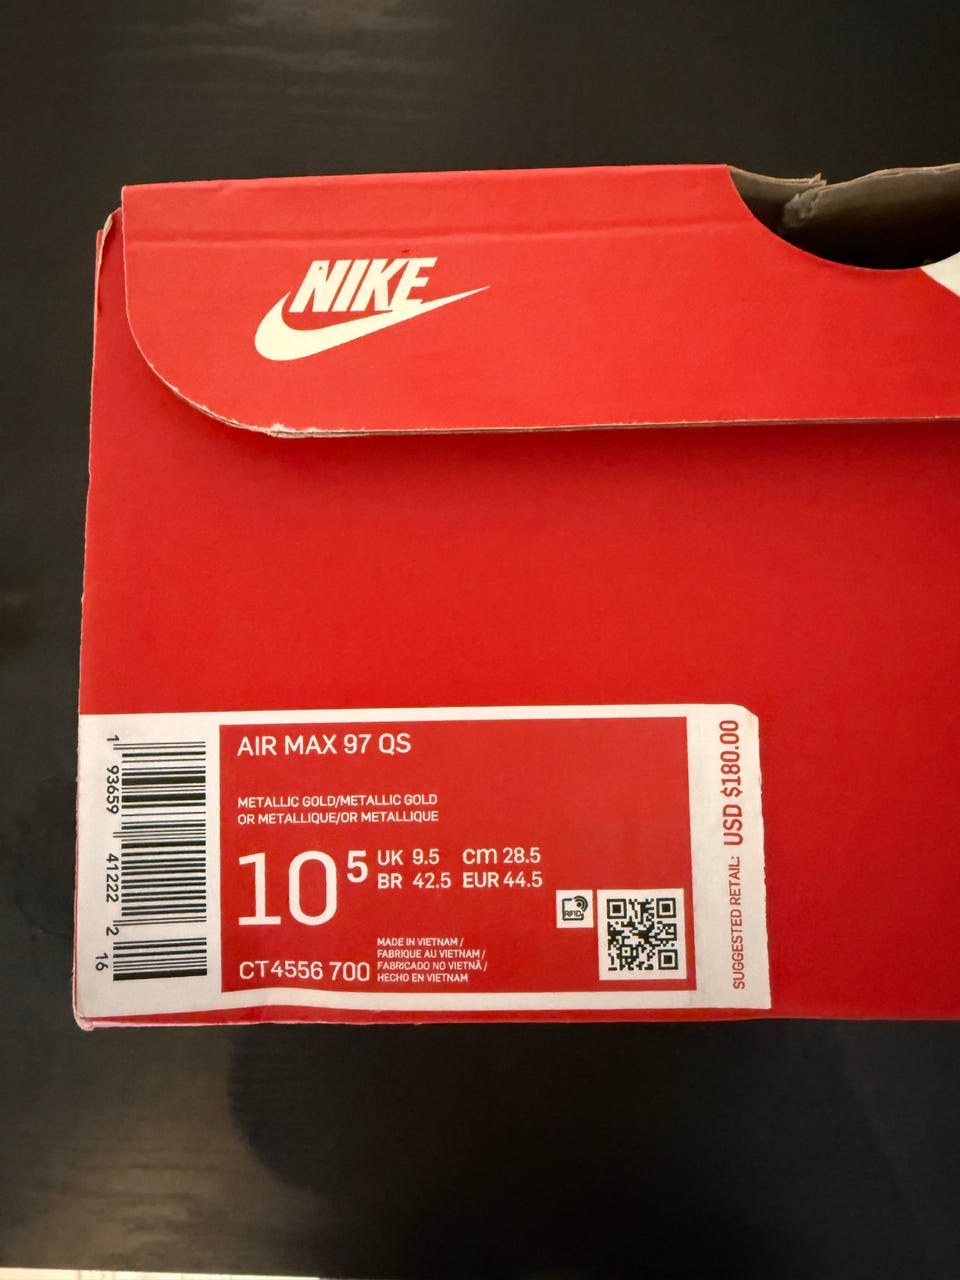 NIKE
AIR MAX 97 QS
METALLIC GOLD/METALLIC GOLD
OR METALLIQUE/OR METALLIQUE
10 5
UK 9.5 cm 28.5
BR 42.5 EUR 44.5
RFID
CT4556 700
MADE IN VIETNAM /
FABRIQUE AU VIETNAM /
FABRICADO NO VIETNÃ /
HECHO EN VIETNAM
1 93659 41222 2 16
SUGGESTED RETAIL: USD $180.00